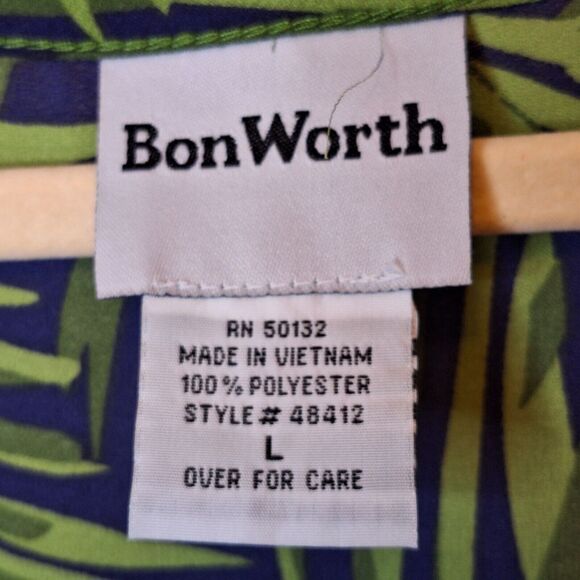 BonWorth
RN 50132
MADE IN VIETNAM
100% POLYESTER
STYLE# 48412
L
OVER FOR CARE